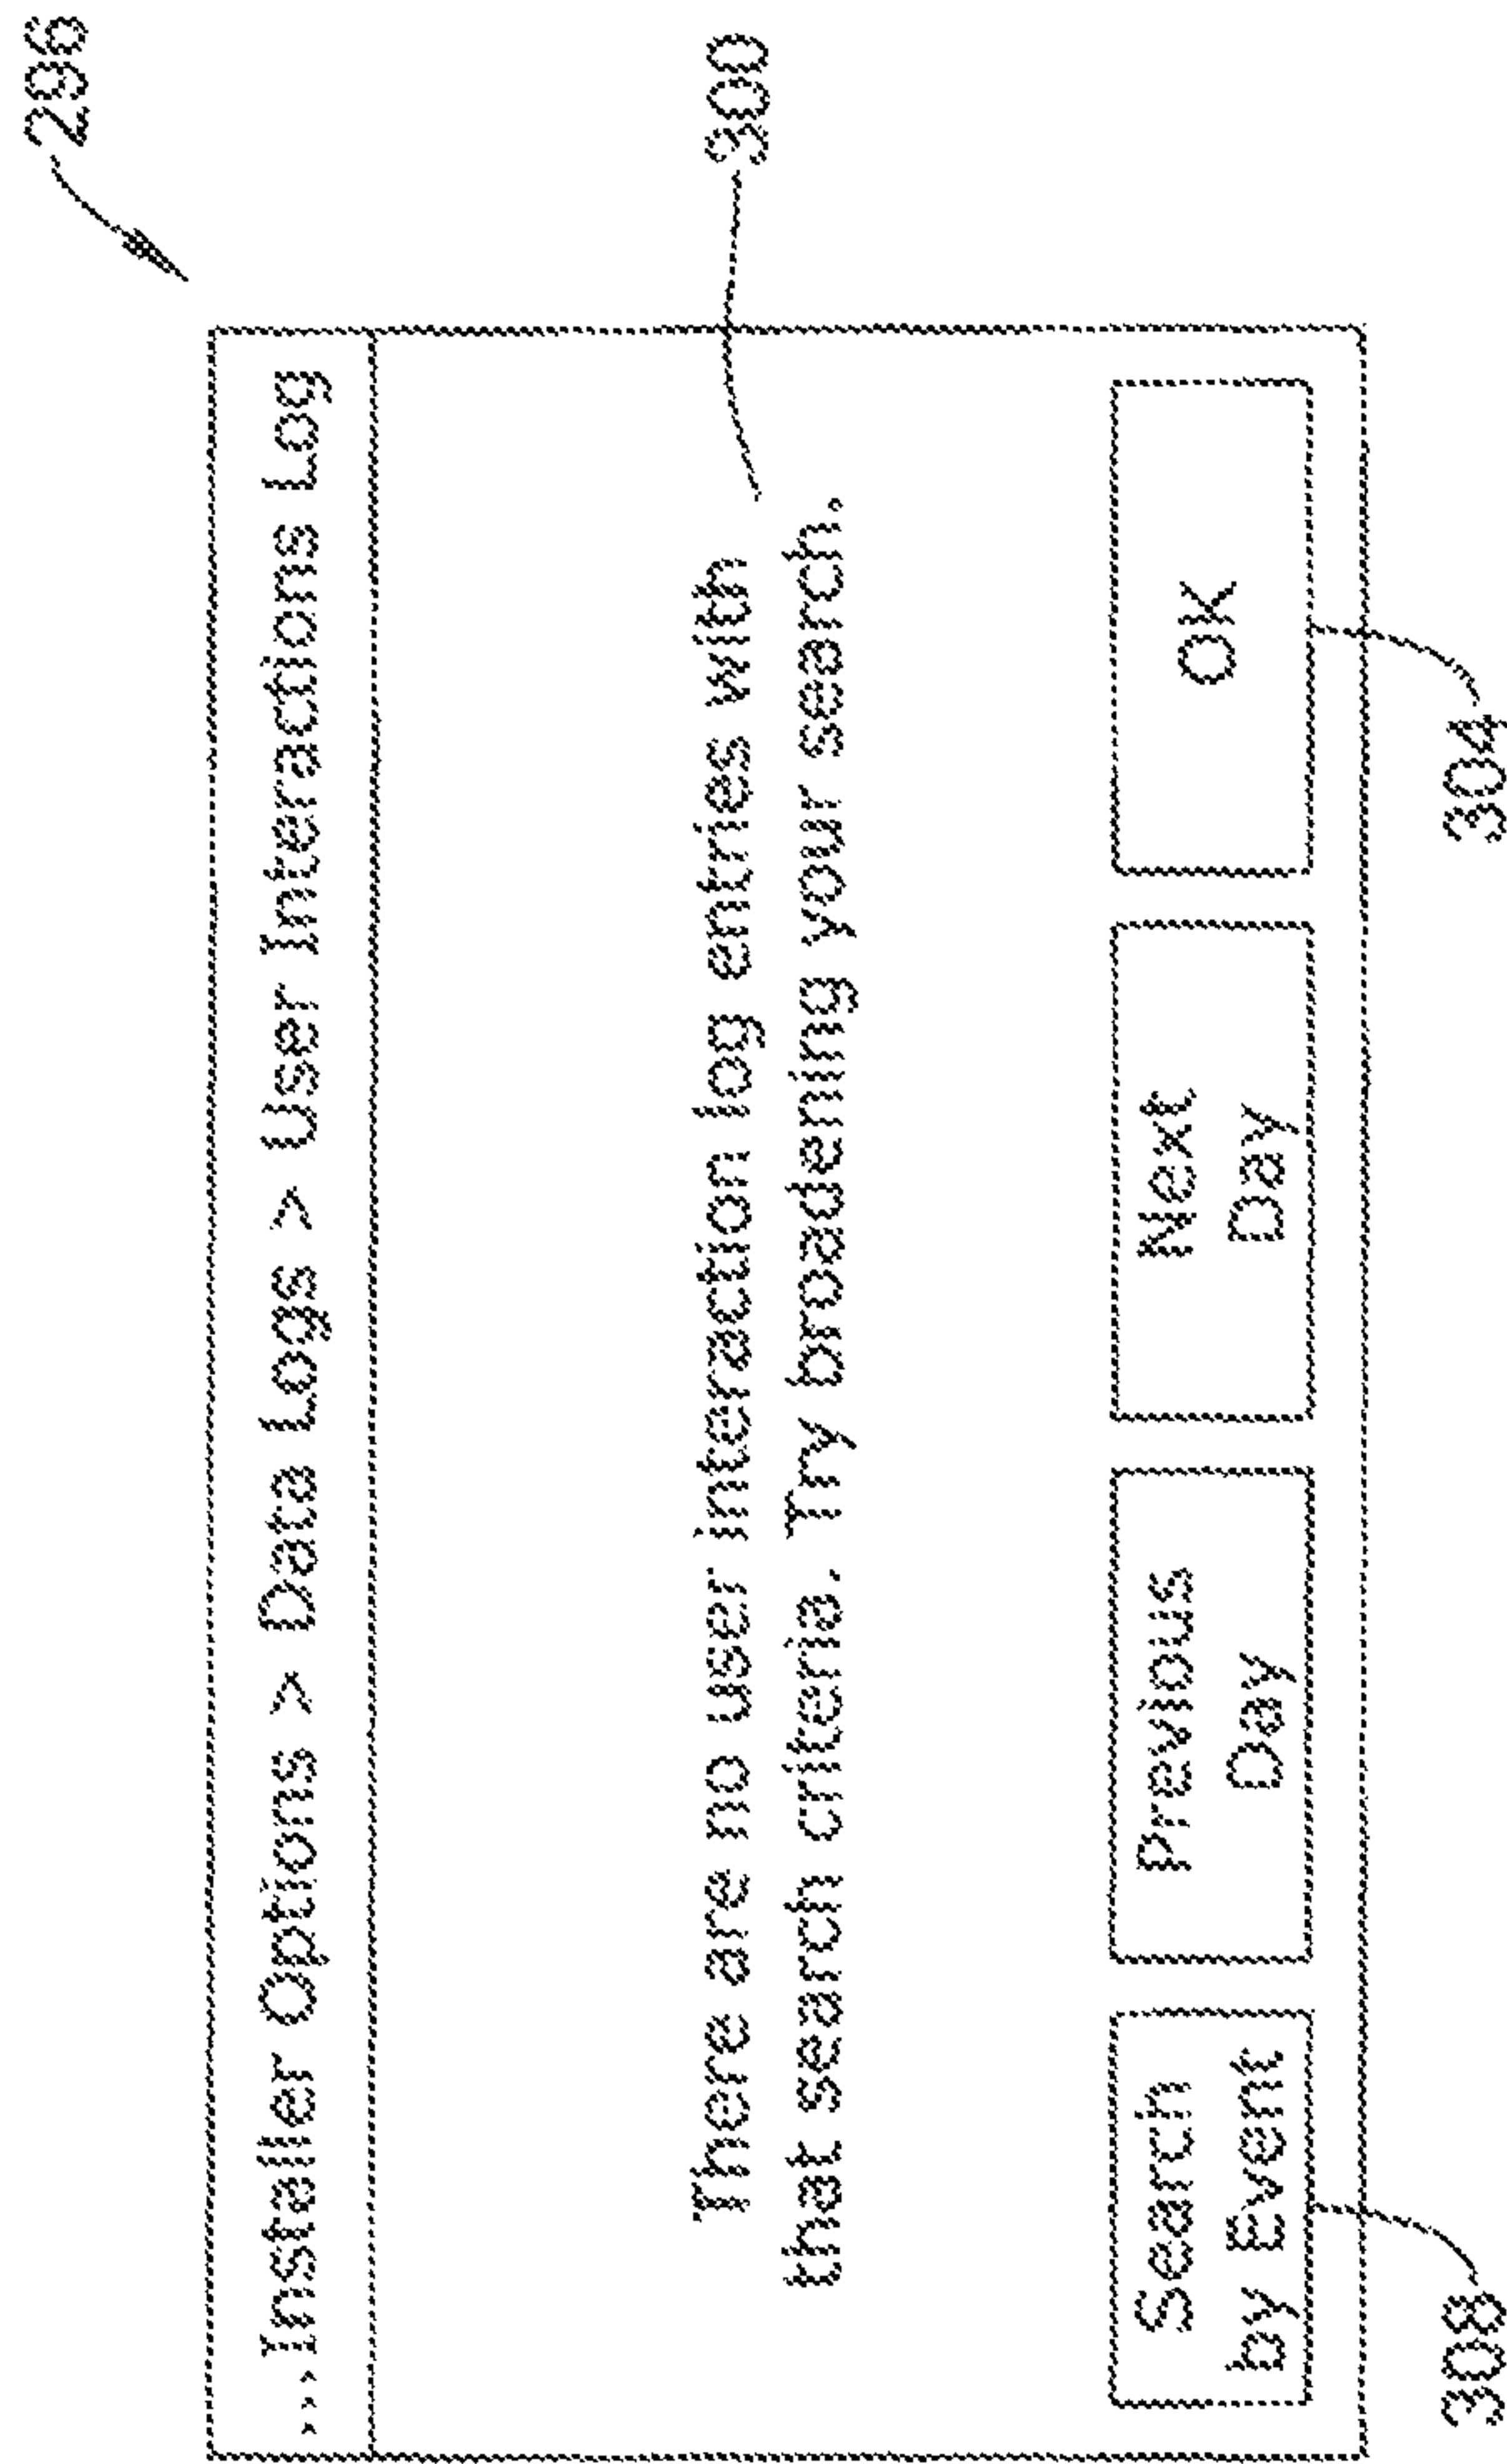 296
...Installer Options > Data Logs > User Interactions Log
300
There are no user interaction log entries with
that search criteria. Try broadening your search.
Search
by Event
Previous
Day
Next
Day
OK
308
304